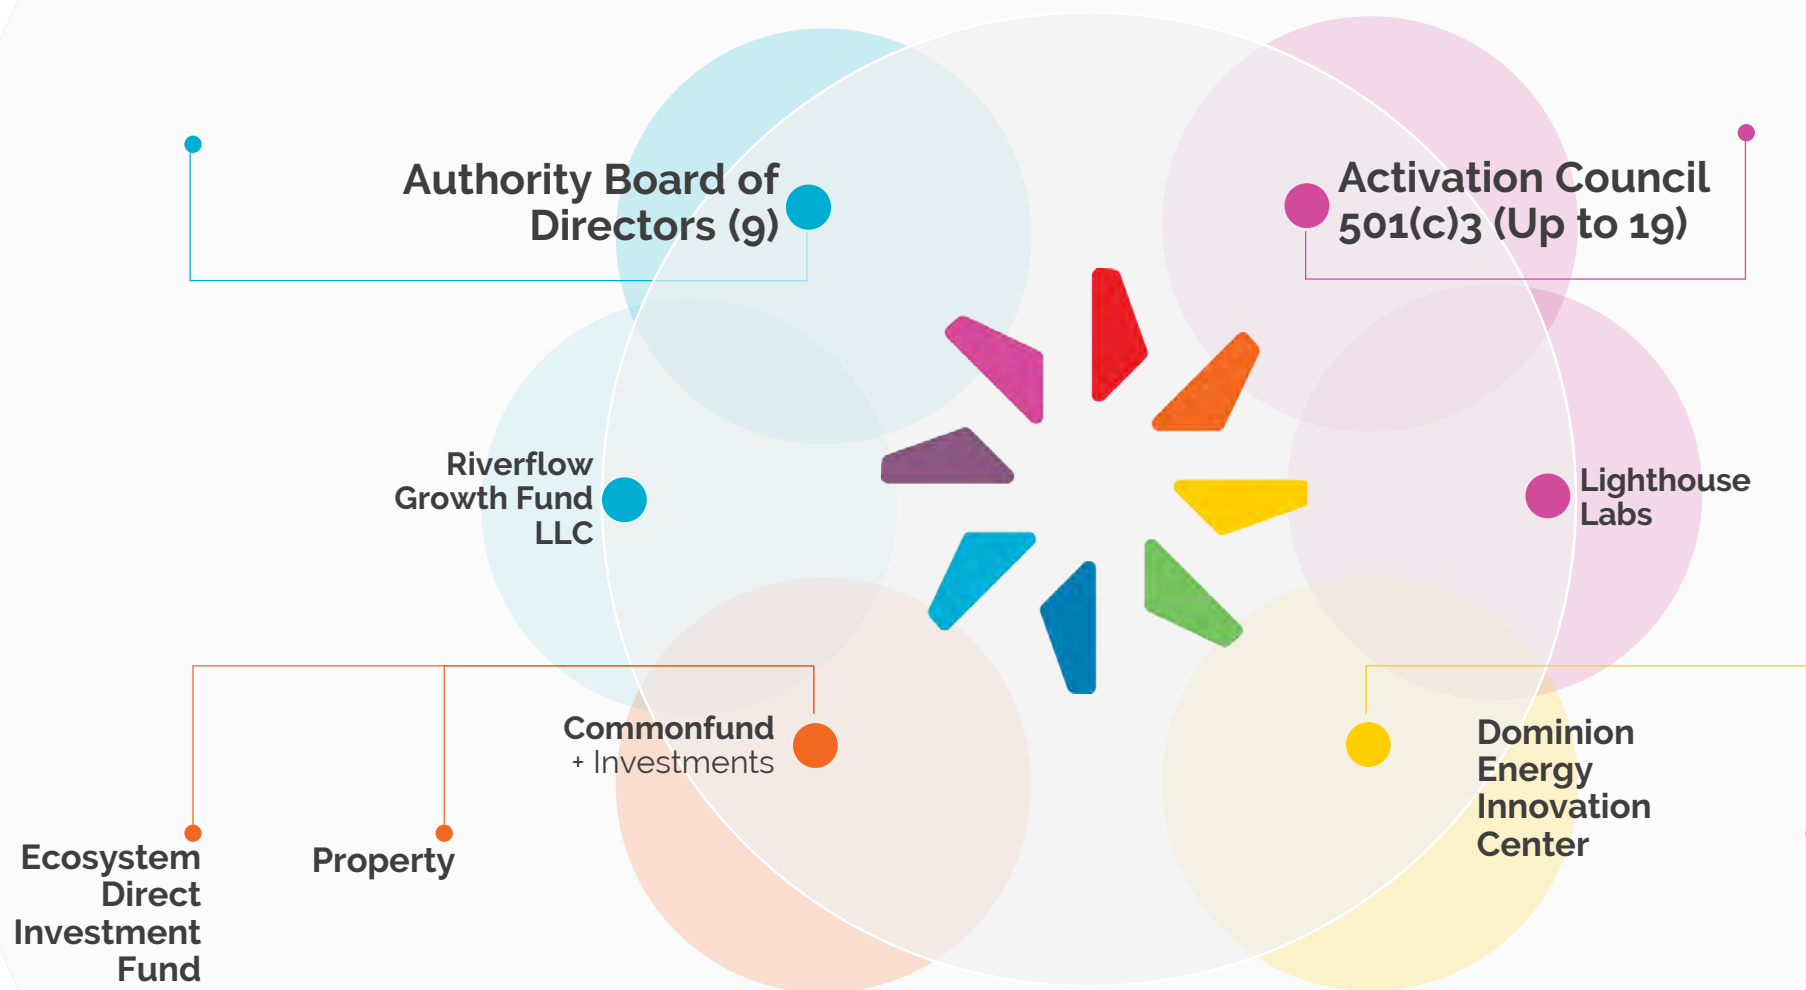 Authority Board of
Directors (9)
Activation Council
501(c)3 (Up to 19)
Riverflow
Growth Fund
LLC
Lighthouse
Labs
Commonfund
+ Investments
Dominion
Energy
Innovation
Center
Ecosystem
Direct
Investment
Fund
Property